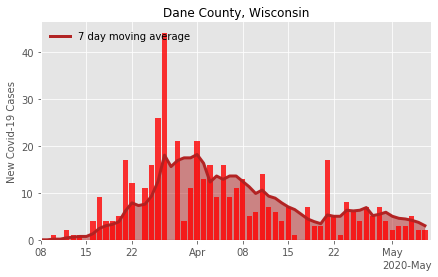 Dane County, Wisconsin
7 day moving average
New Covid-19 Cases
40
30
20
10
0
08 15 22 Apr 08 15 22 May
2020-May